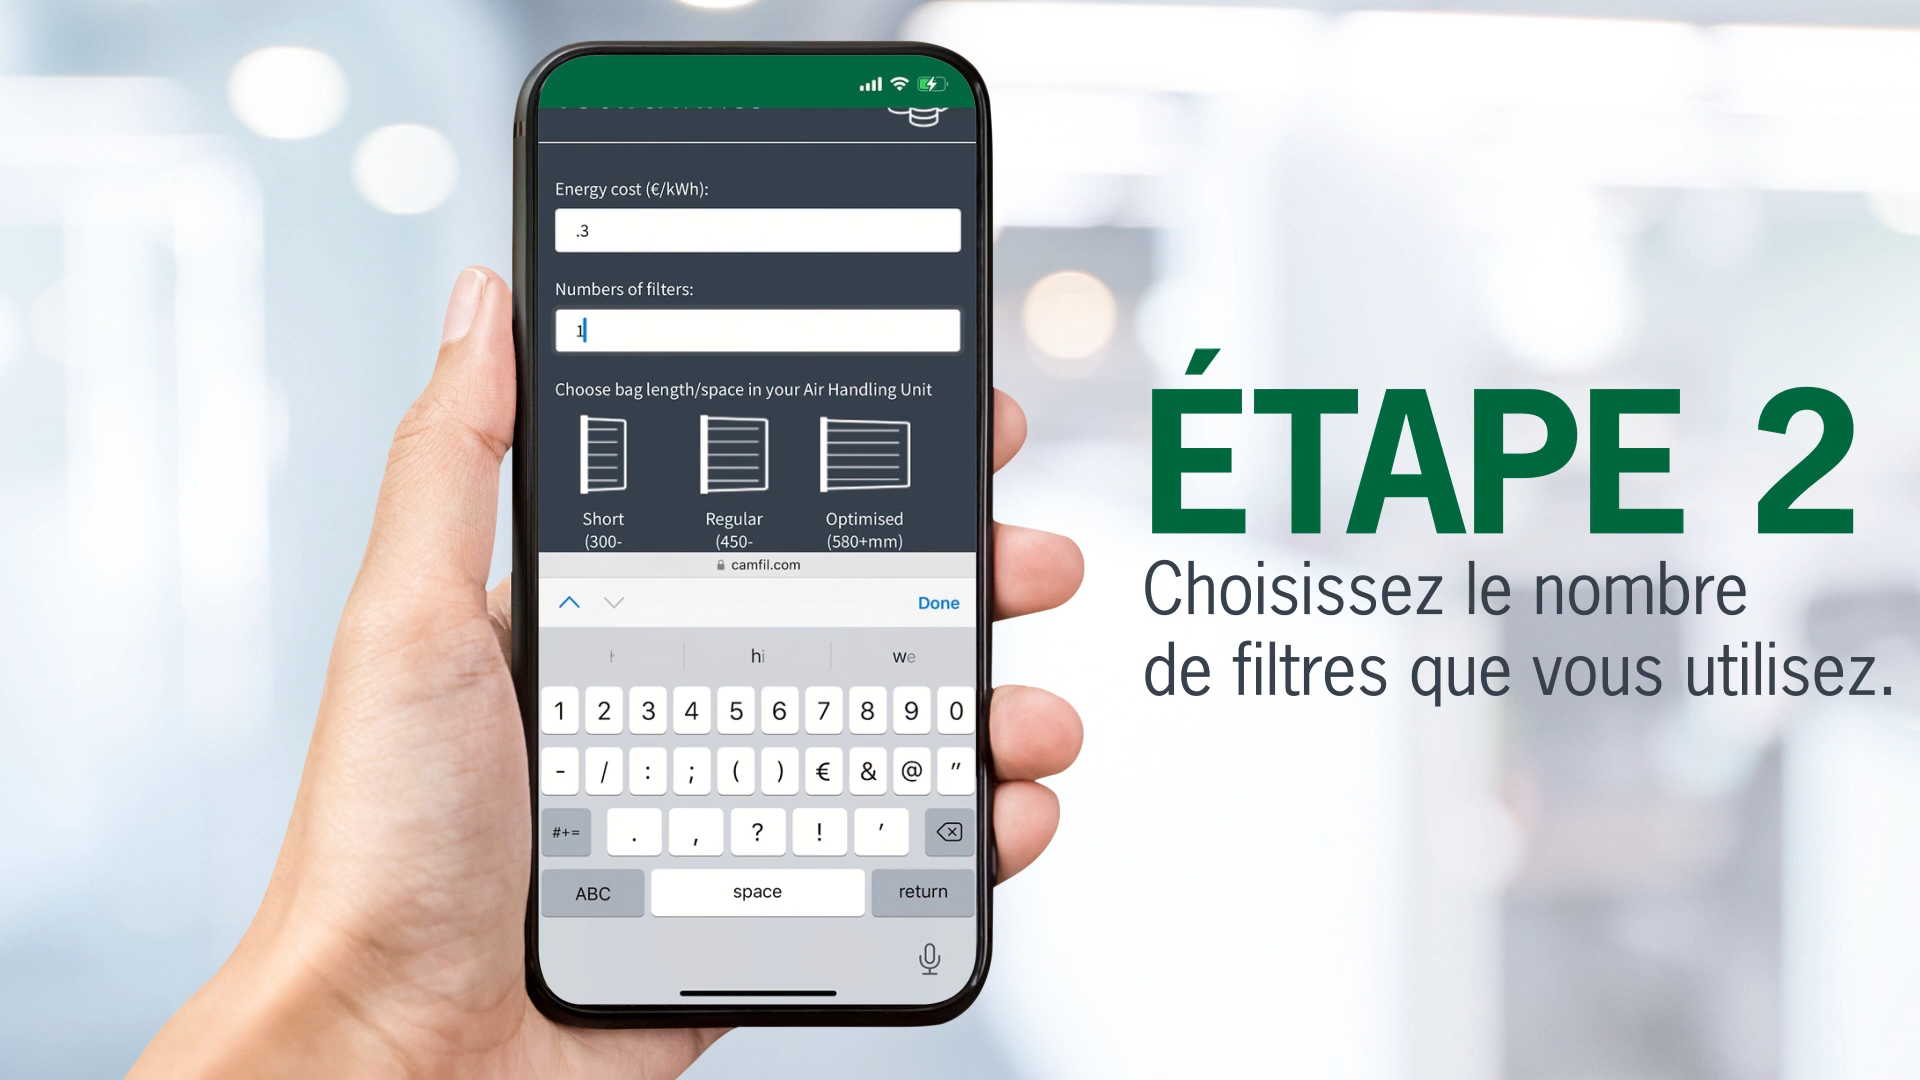 Energy cost (€/kWh):
.3
Numbers of filters:
1
Choose bag length/space in your Air Handling Unit
Short Regular Optimised
(300- (450- (580+mm)
camfil.com
Done
hi we
1 2 3 4 5 6 7 8 9 0
- / : ; ( ) € & @ "
#+= . , ? ! ′
ABC space return
ÉTAPE 2
Choisissez le nombre
de filtres que vous utilisez.